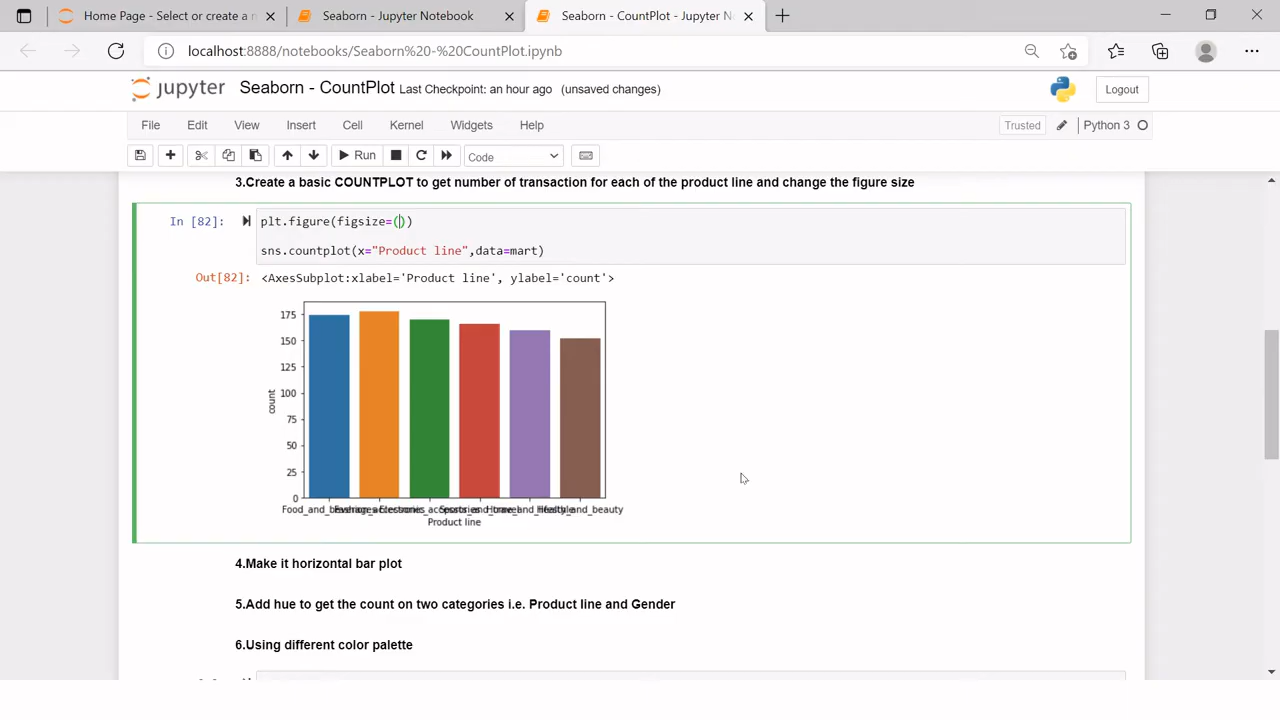 Home Page - Select or create a n
Seaborn - Jupyter Notebook
Seaborn - CountPlot - Jupyter N
localhost:8888/notebooks/Seaborn%20-%20CountPlot.ipynb
jupyter Seaborn - CountPlot Last Checkpoint: an hour ago (unsaved changes)
Logout
File Edit View Insert Cell Kernel Widgets Help
Trusted
Python 3
Run
Code
3.Create a basic COUNTPLOT to get number of transaction for each of the product line and change the figure size
In [82]: plt.figure(figsize=())
sns.countplot(x="Product line",data=mart)
Out[82]: <AxesSubplot:xlabel='Product line', ylabel='count'>
175
150
125
100
75
50
25
0
count
Product line
4.Make it horizontal bar plot
5.Add hue to get the count on two categories i.e. Product line and Gender
6.Using different color palette